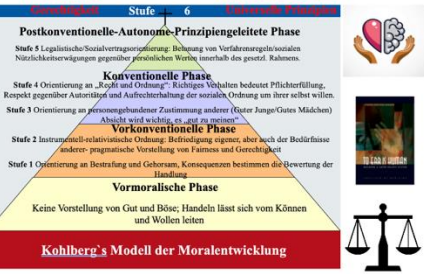 Gerechtigkeit Stufe 6 Universelle Prinzipien
Postkonventionelle-Autonome-Prinzipiengeleitete Phase
Stufe 5 Legalistische/Sozialvertragsorientierung: Betonung von Verfahrensregeln/sozialen
Nützlichkeitserwägungen gegenüber persönlichen Werten innerhalb des gesetzl. Rahmens.
Konventionelle Phase
Stufe 4 Orientierung an „Recht und Ordnung“: Richtiges Verhalten bedeutet Pflichterfüllung,
Respekt gegenüber Autoritäten und Aufrechterhaltung der sozialen Ordnung um ihrer selbst willen.
Stufe 3 Orientierung an personengebundener Zustimmung anderer (Guter Junge/Gutes Mädchen)
Absicht wird wichtig, es „gut zu meinen“
Vorkonventionelle Phase
Stufe 2 Instrumentell-relativistische Ordnung: Befriedigung eigener, aber auch der Bedürfnisse
anderer- pragmatische Vorstellung von Fairness und Gerechtigkeit
Stufe 1 Orientierung an Bestrafung und Gehorsam, Konsequenzen bestimmen die Bewertung der
Handlung
Vormoralische Phase
Keine Vorstellung von Gut und Böse; Handeln lässt sich vom Können
und Wollen leiten
Kohlberg`s Modell der Moralentwicklung